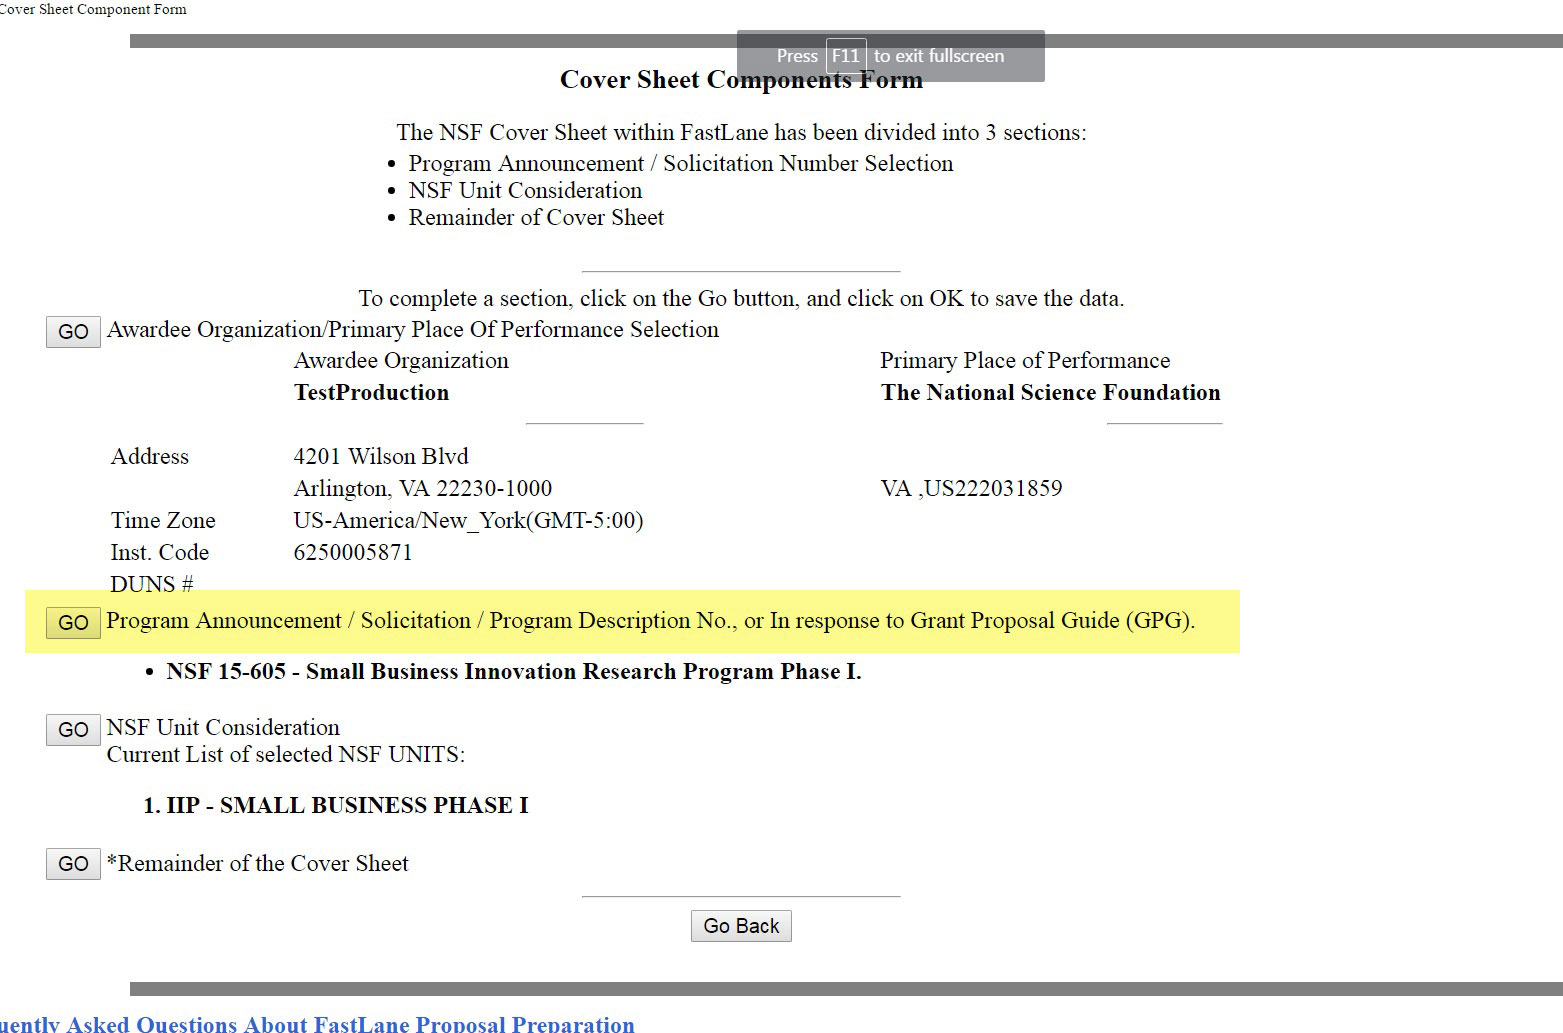 Cover Sheet Component Form
Press F11 to exit fullscreen
Cover Sheet Components Form
The NSF Cover Sheet within FastLane has been divided into 3 sections:
• Program Announcement / Solicitation Number Selection
• NSF Unit Consideration
• Remainder of Cover Sheet
To complete a section, click on the Go button, and click on OK to save the data.
GO Awardee Organization/Primary Place Of Performance Selection
Awardee Organization Primary Place of Performance
TestProduction The National Science Foundation
Address 4201 Wilson Blvd
Arlington, VA 22230-1000 VA ,US222031859
Time Zone US-America/New_York(GMT-5:00)
Inst. Code 6250005871
DUNS #
GO Program Announcement / Solicitation / Program Description No., or In response to Grant Proposal Guide (GPG).
• NSF 15-605 - Small Business Innovation Research Program Phase I.
GO NSF Unit Consideration
Current List of selected NSF UNITS:
1. IIP - SMALL BUSINESS PHASE I
GO *Remainder of the Cover Sheet
Go Back
uently Asked Questions About FastLane Proposal Preparation